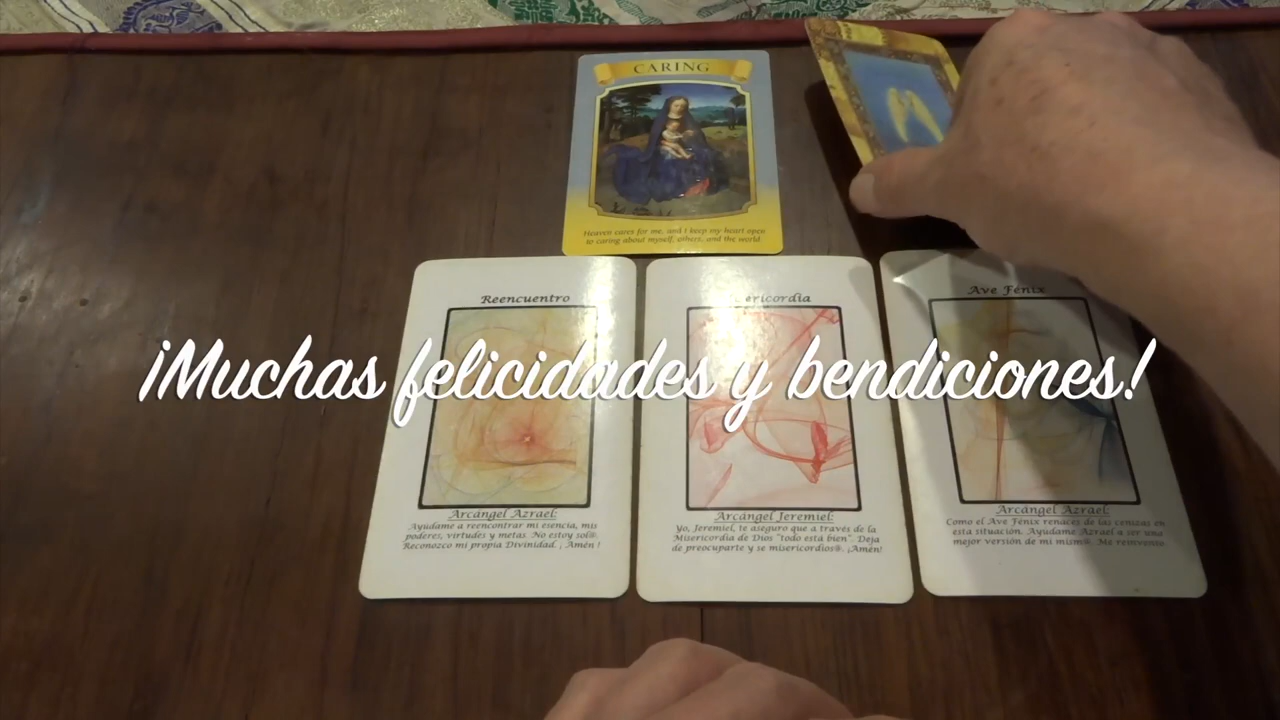 CARING
Heaven cares for me, and I keep my heart open
to caring about myself, others, and the world.
Reencuentro
ericordia
Ave Fénix
¡Muchas felicidades y bendiciones!
Arcángel Azrael:
Ayúdame a reencontrar mi esencia, mis
poderes, virtudes y metas. No estoy sol@.
Reconozco mi propia Divinidad. ¡ Amén !
Arcángel Jeremiel:
Yo, Jeremiel, te aseguro que a través de la
Misericordia de Dios "todo está bien". Deja
de preocuparte y se misericordios@. ¡Amén!
Arcángel Azrael:
Como el Ave Fénix renaces de las cenizas en
esta situación. Ayúdame Azrael a ser una
mejor versión de mi mism@. Me reinvento.